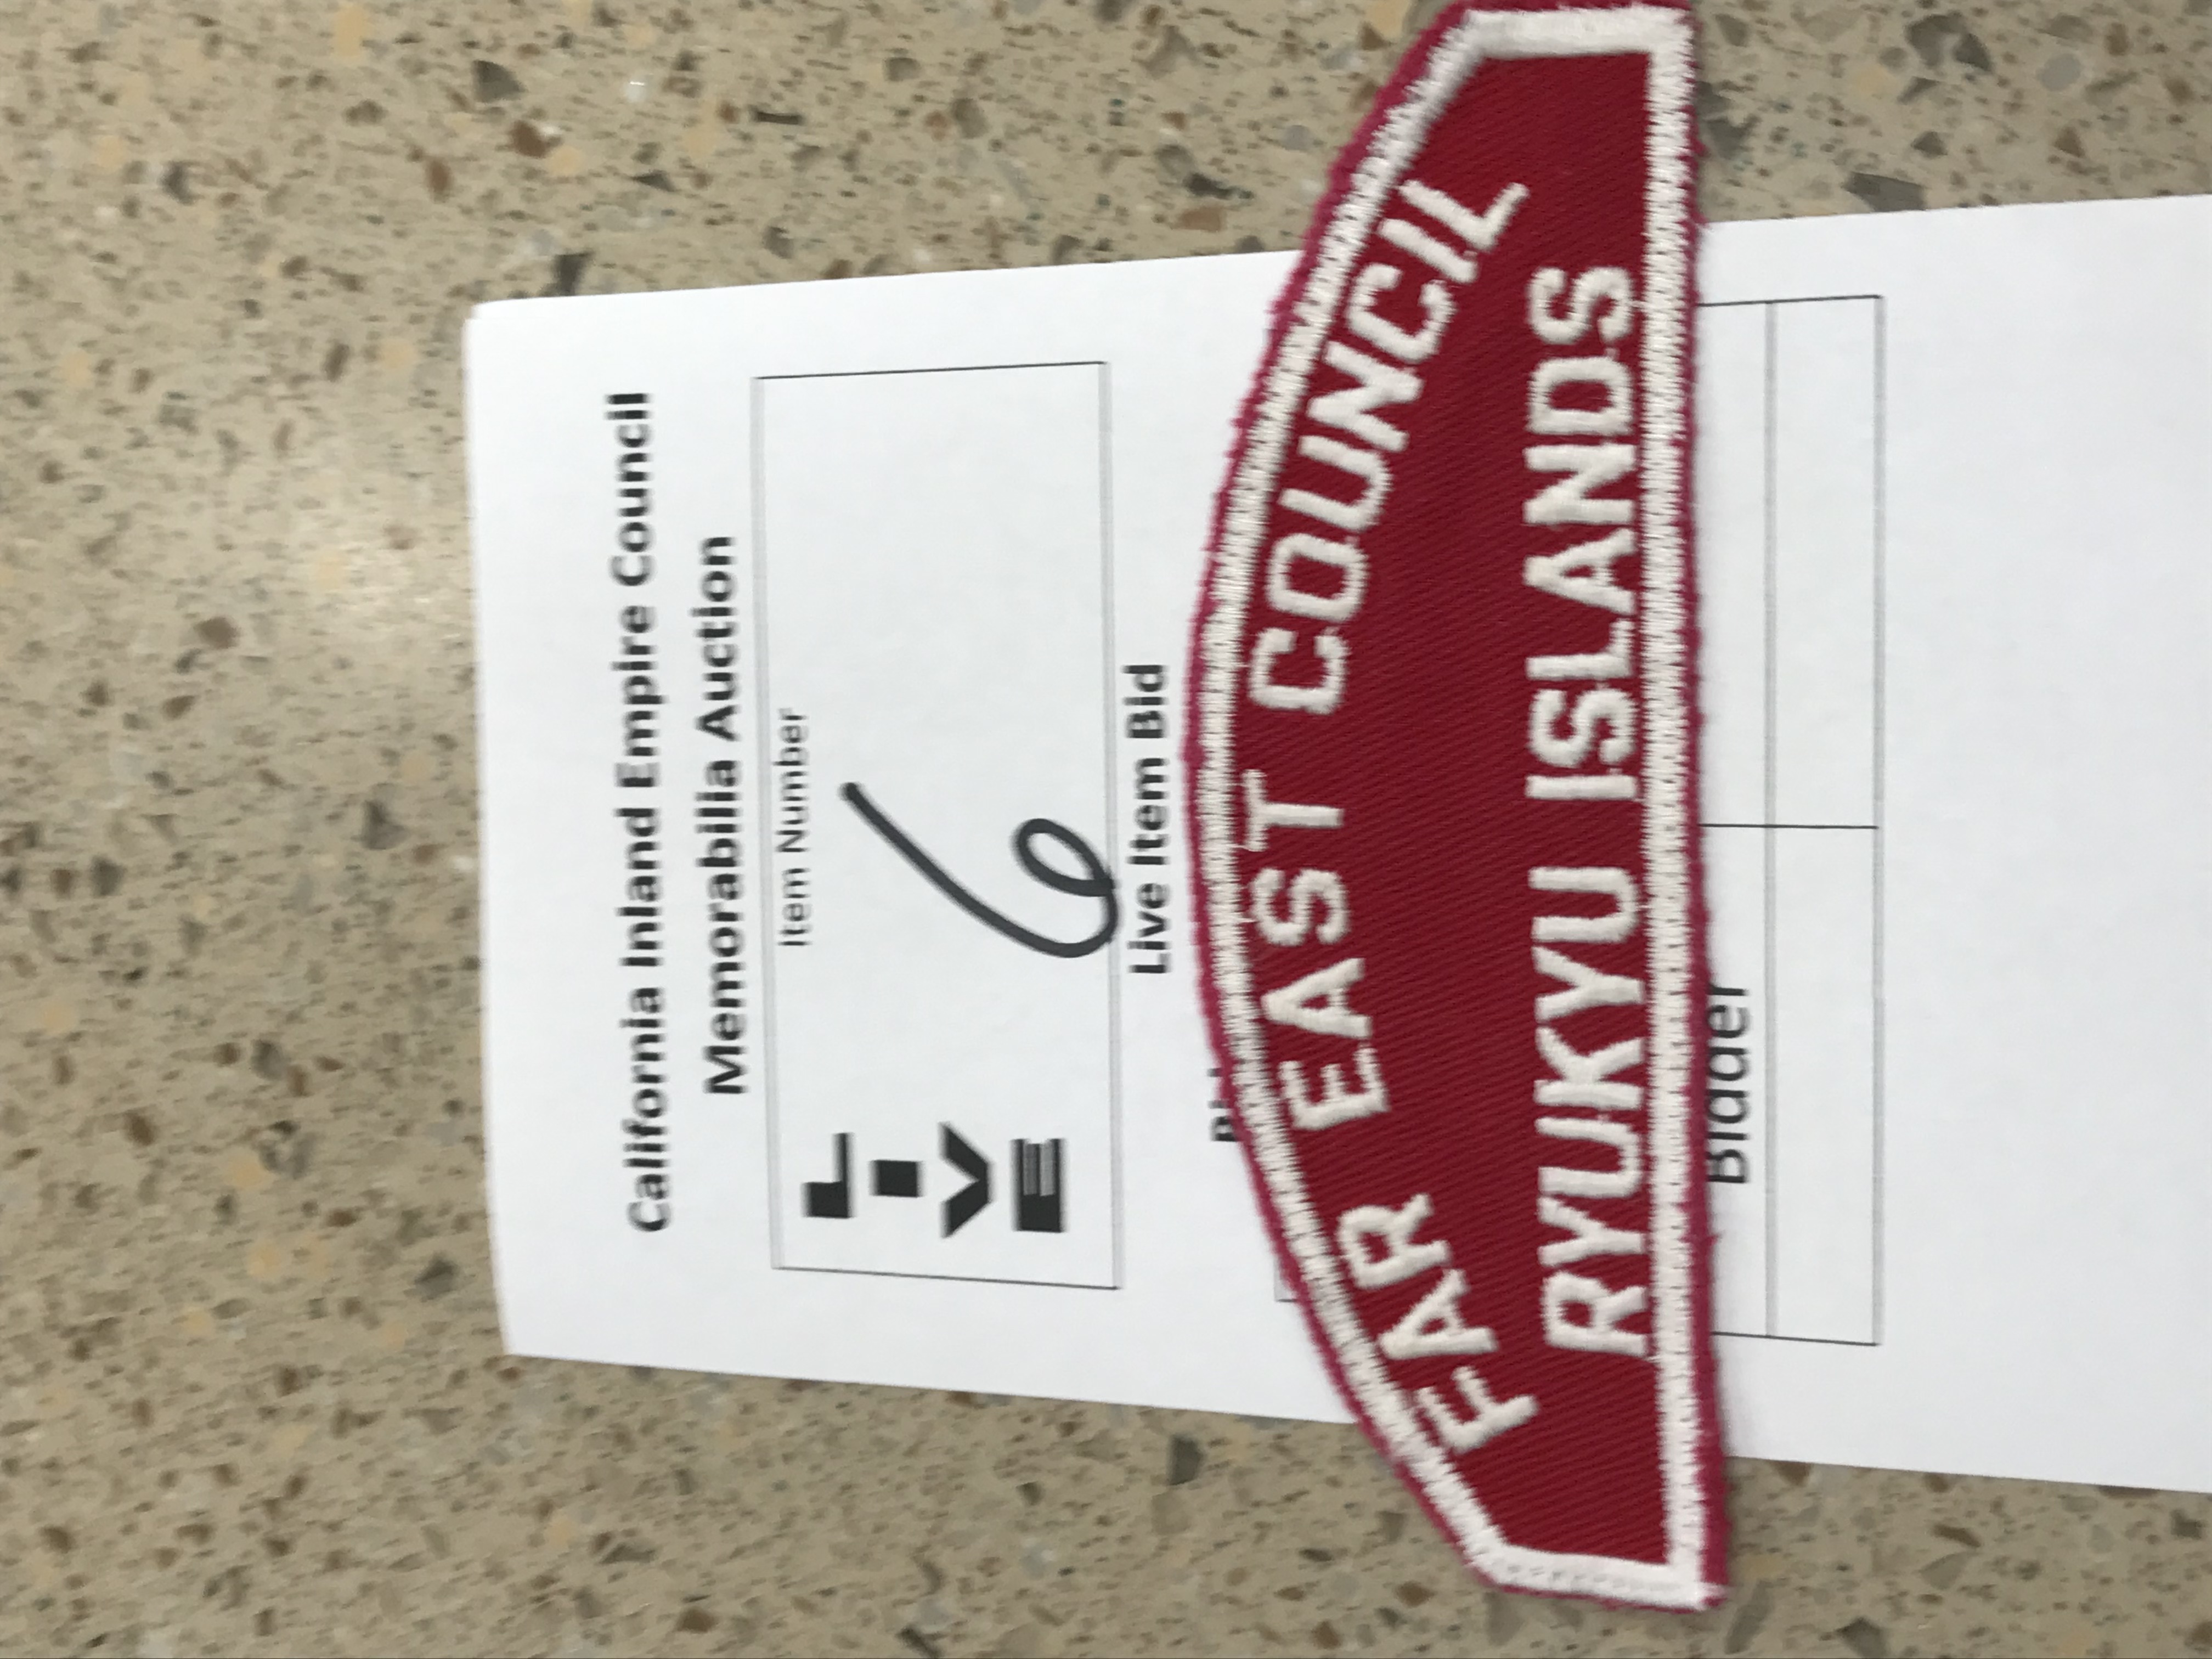 California Inland Empire Council
Memorabilia Auction
LIVE
Item Number
6
Live Item Bid
FAR EAST COUNCIL
RYUKYU ISLANDS
Bidder